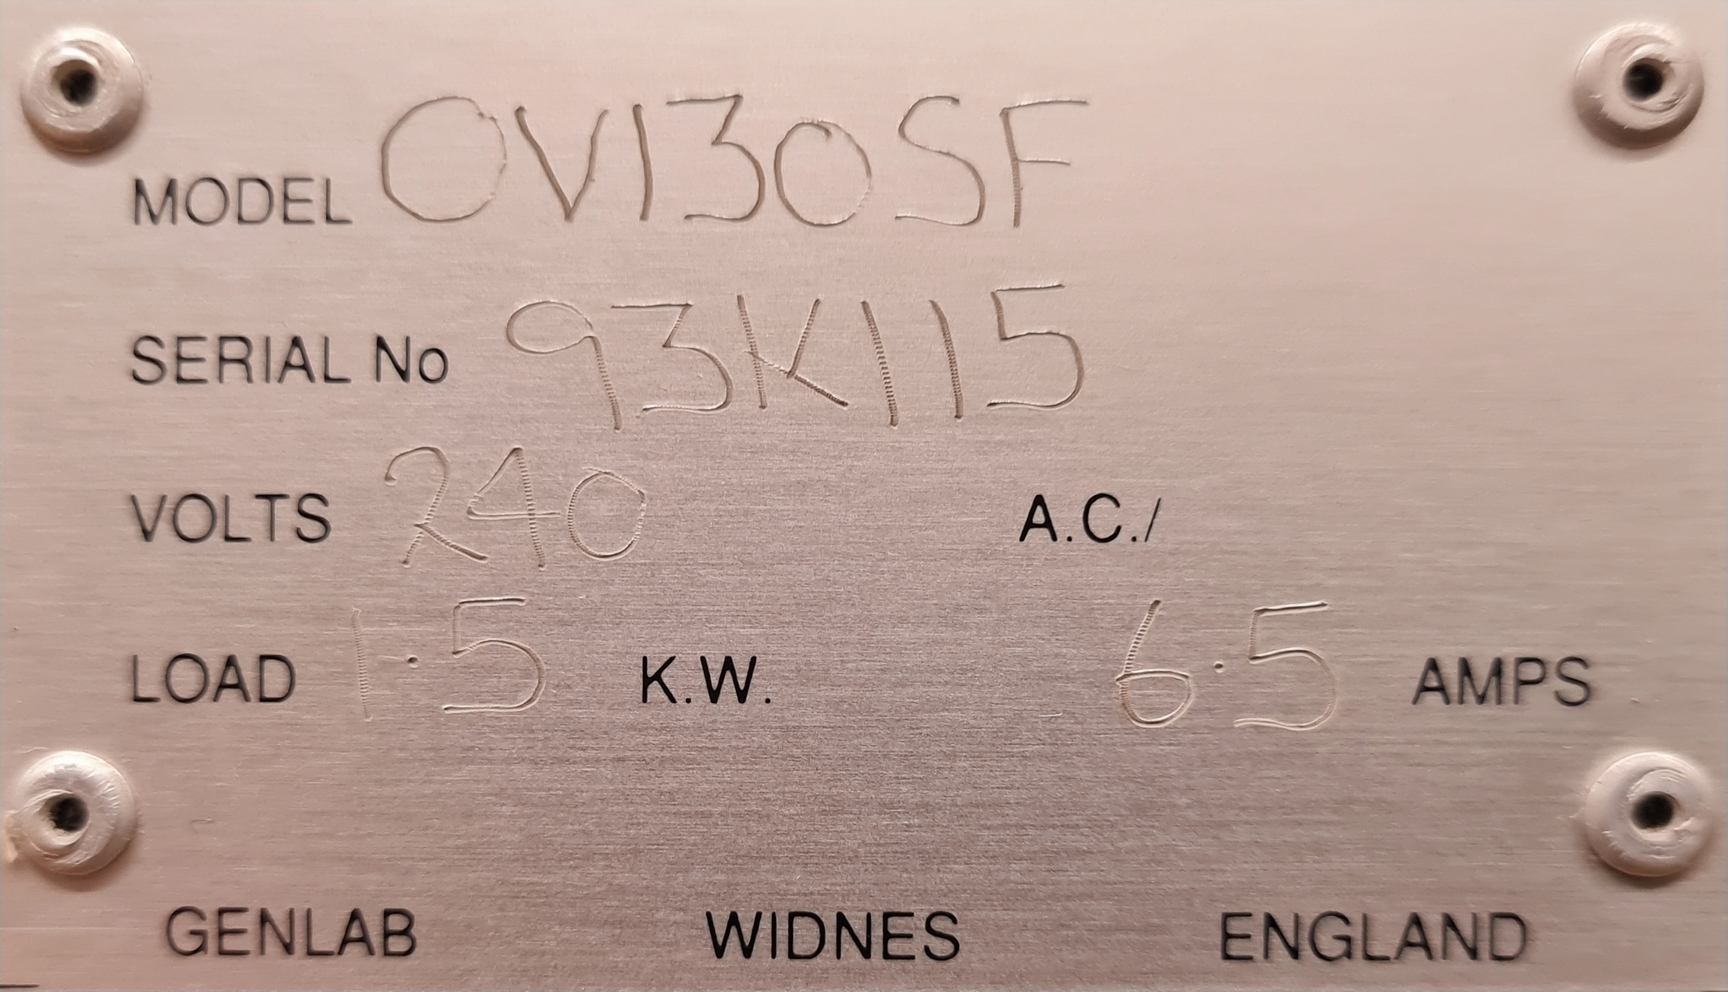 MODEL OV130SF
SERIAL No 93K115
VOLTS 240 A.C./
LOAD 1·5 K.W. 6·5 AMPS
GENLAB WIDNES ENGLAND